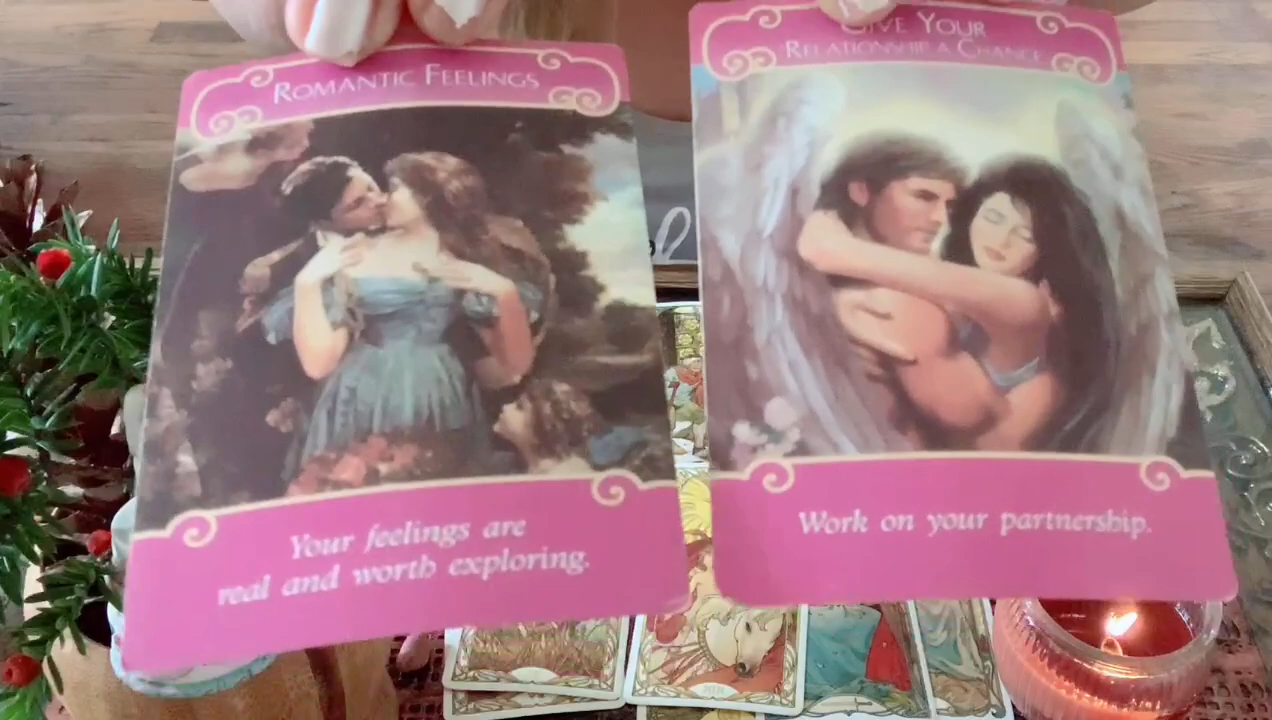 ROMANTIC FEELINGS
Your feelings are
real and worth exploring.
GIVE YOUR
RELATIONSHIP A CHANCE
Work on your partnership.